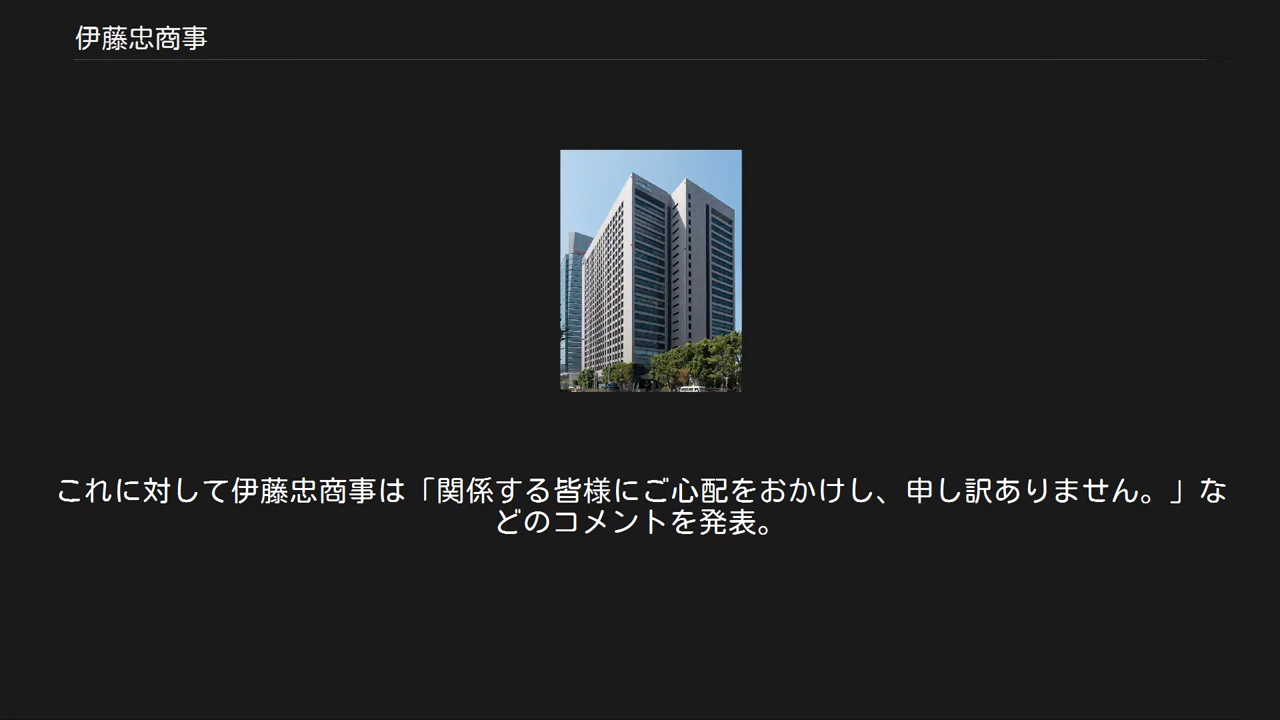 伊藤忠商事
これに対して伊藤忠商事は「関係する皆様にご心配をおかけし、申し訳ありません。」な
どのコメントを発表。